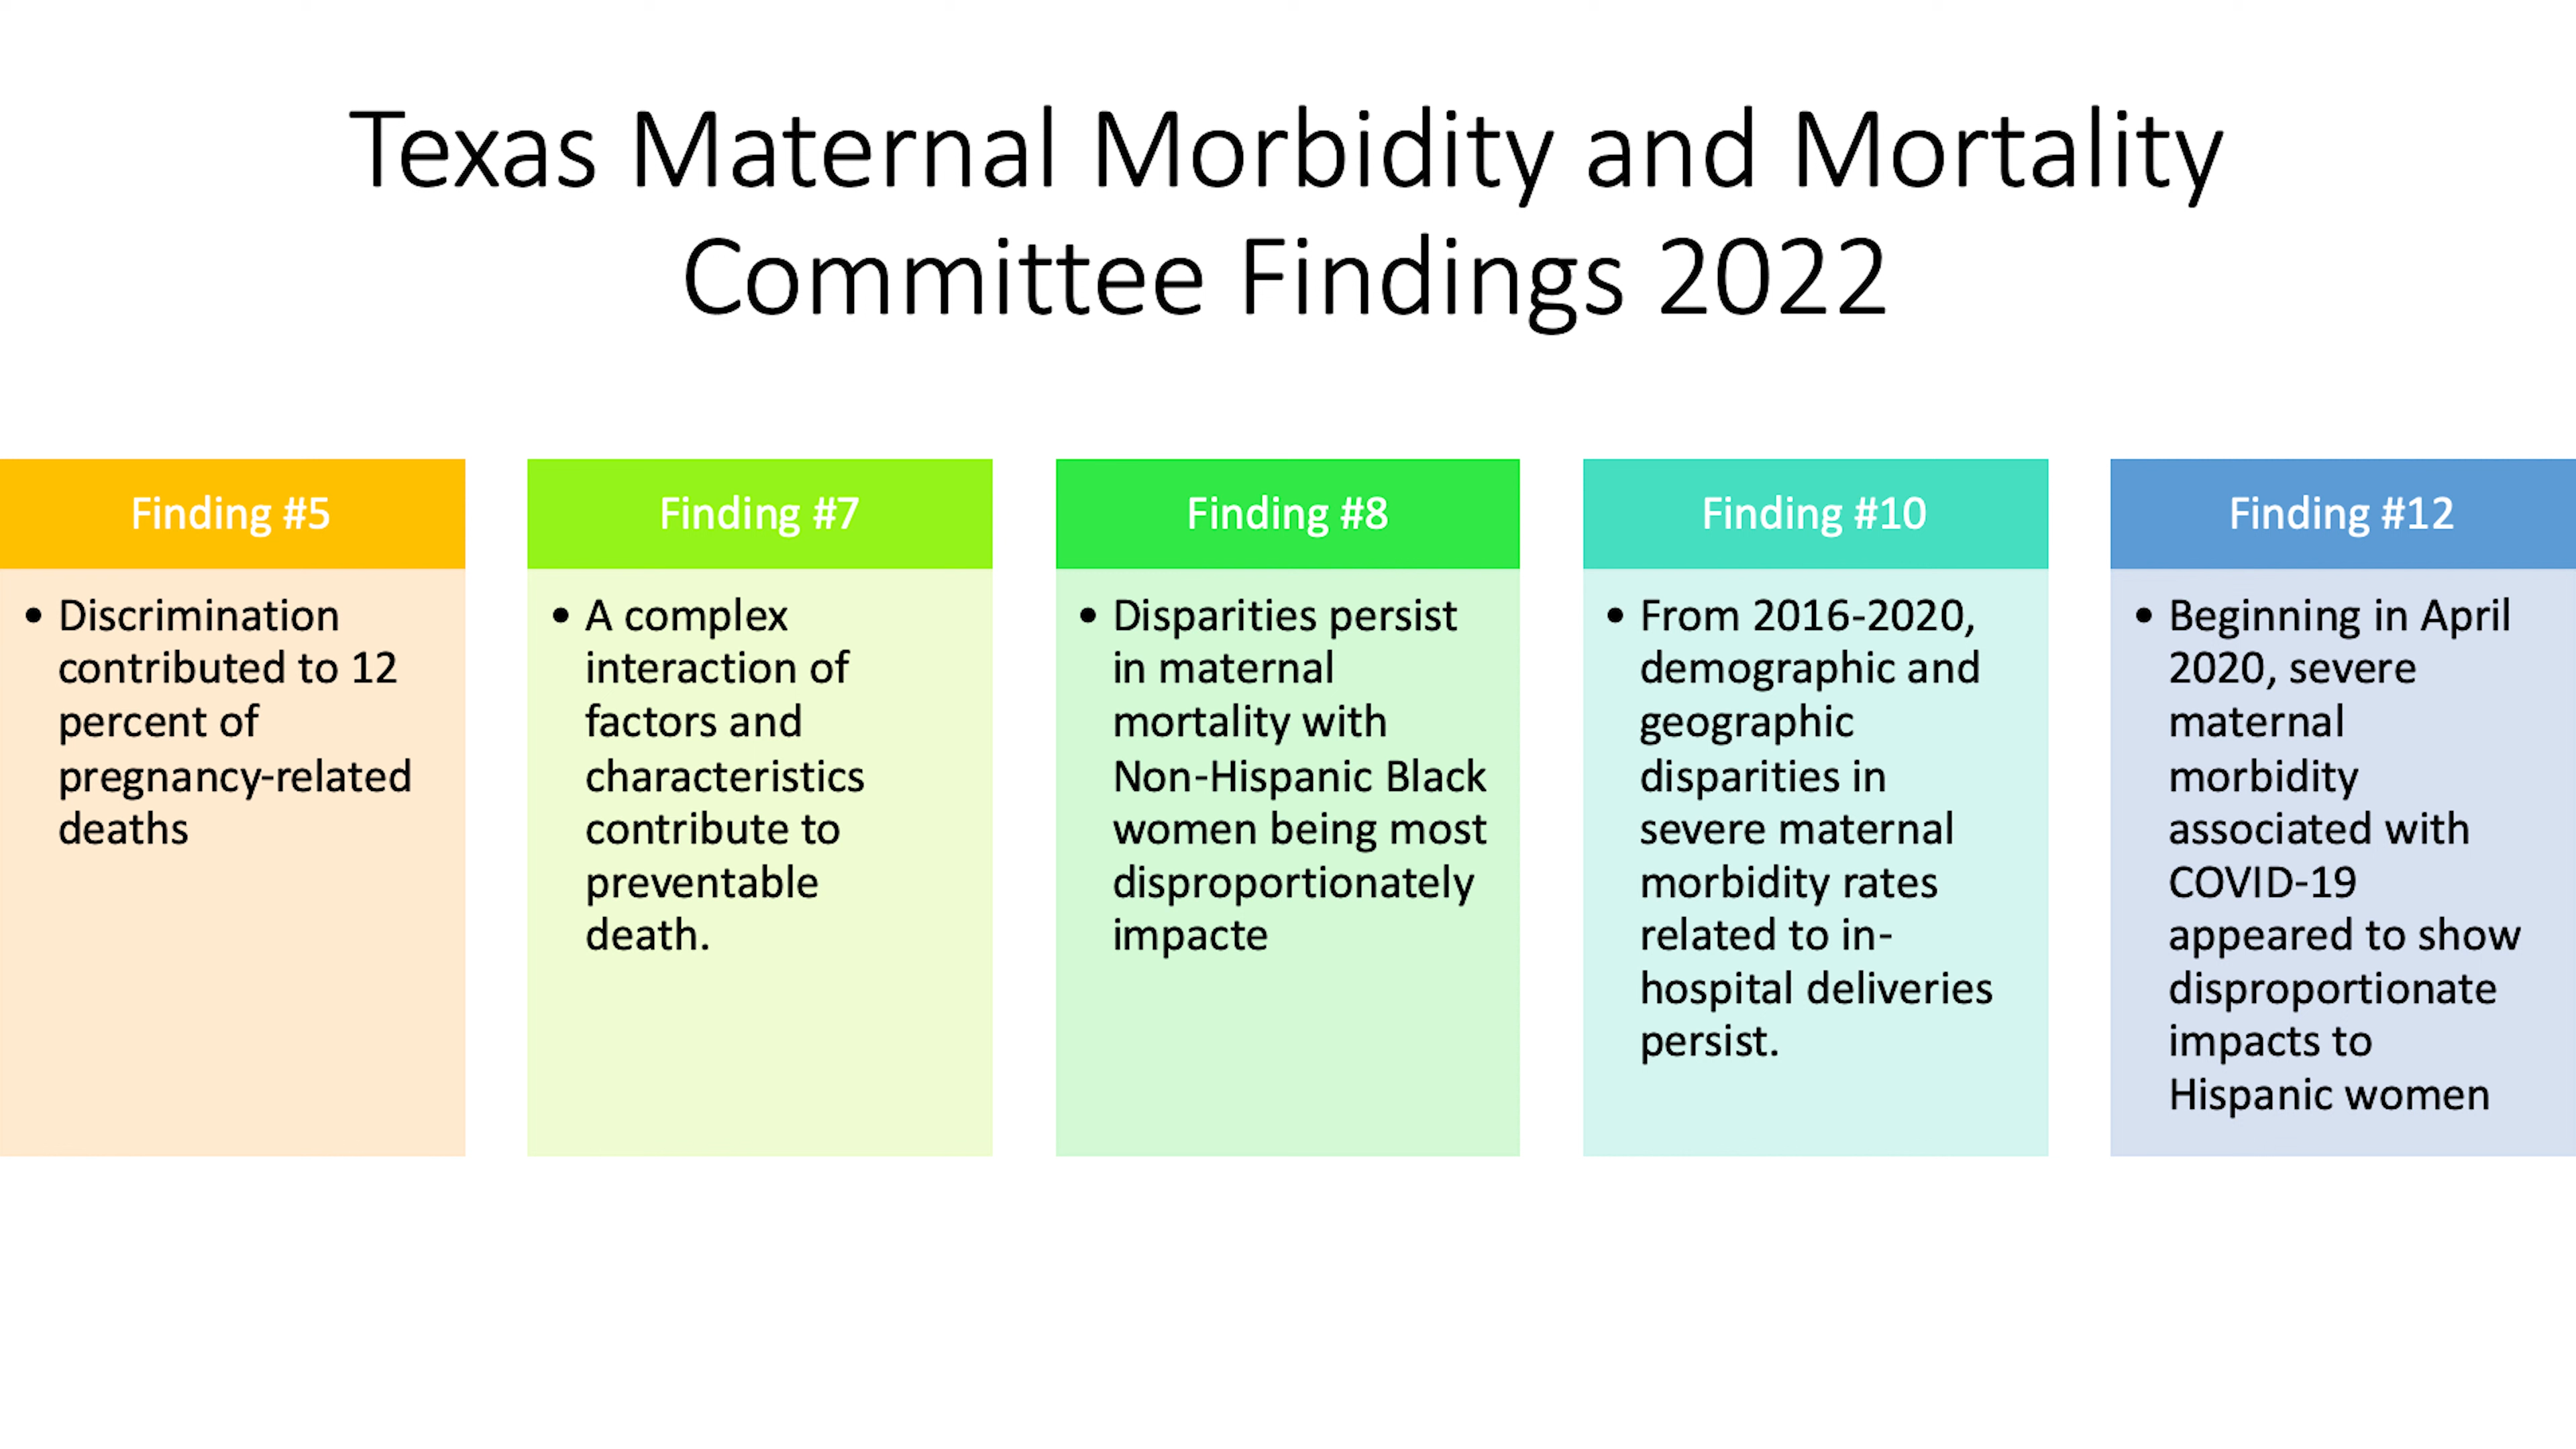 Texas Maternal Morbidity and Mortality
Committee Findings 2022
Finding #5
• Discrimination
contributed to 12
percent of
pregnancy-related
deaths
Finding #7
• A complex
interaction of
factors and
characteristics
contribute to
preventable
death.
Finding #8
• Disparities persist
in maternal
mortality with
Non-Hispanic Black
women being most
disproportionately
impacte
Finding #10
• From 2016-2020,
demographic and
geographic
disparities in
severe maternal
morbidity rates
related to in-
hospital deliveries
persist.
Finding #12
• Beginning in April
2020, severe
maternal
morbidity
associated with
COVID-19
appeared to show
disproportionate
impacts to
Hispanic women